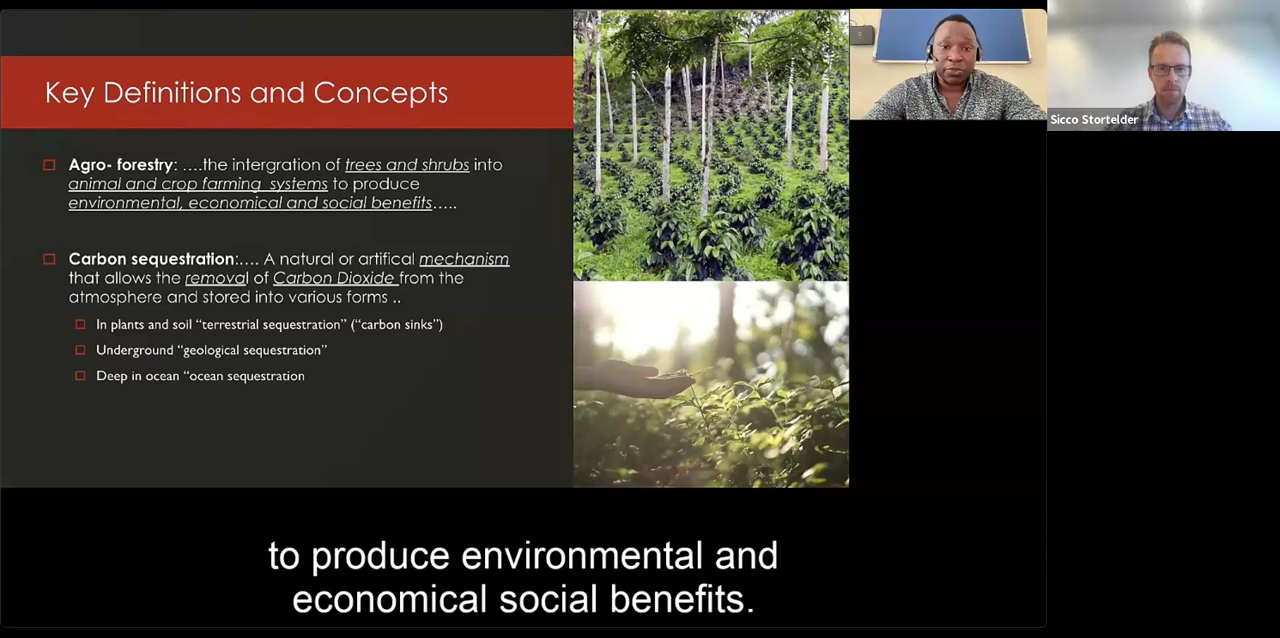 Key Definitions and Concepts
Agro- forestry: ....the intergration of trees and shrubs into
animal and crop farming systems to produce
environmental, economical and social benefits.....
Carbon sequestration:.... A natural or artifical mechanism
that allows the removal of Carbon Dioxide from the
atmosphere and stored into various forms ..
In plants and soil “terrestrial sequestration” (“carbon sinks”)
Underground “geological sequestration”
Deep in ocean “ocean sequestration
Sicco Stortelder
to produce environmental and
economical social benefits.